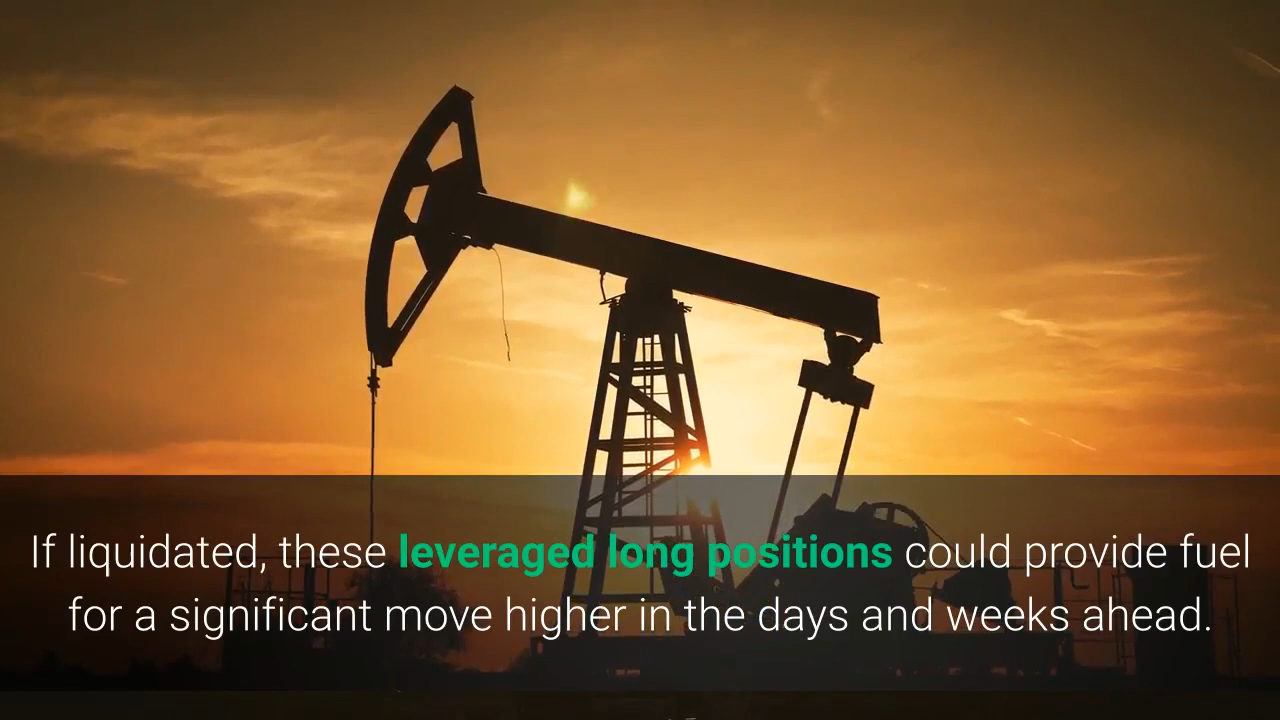 If liquidated, these leveraged long positions could provide fuel
for a significant move higher in the days and weeks ahead.